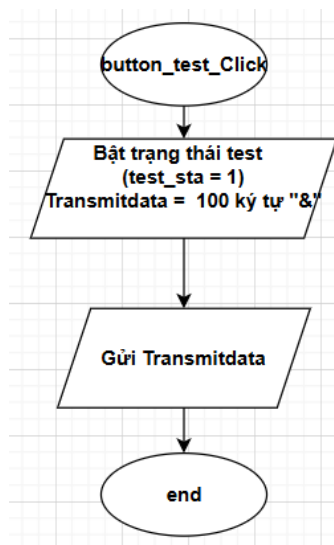 button_test_Click
Bật trạng thái test
(test_sta = 1)
Transmitdata = 100 ký tự "&"
Gửi Transmitdata
end